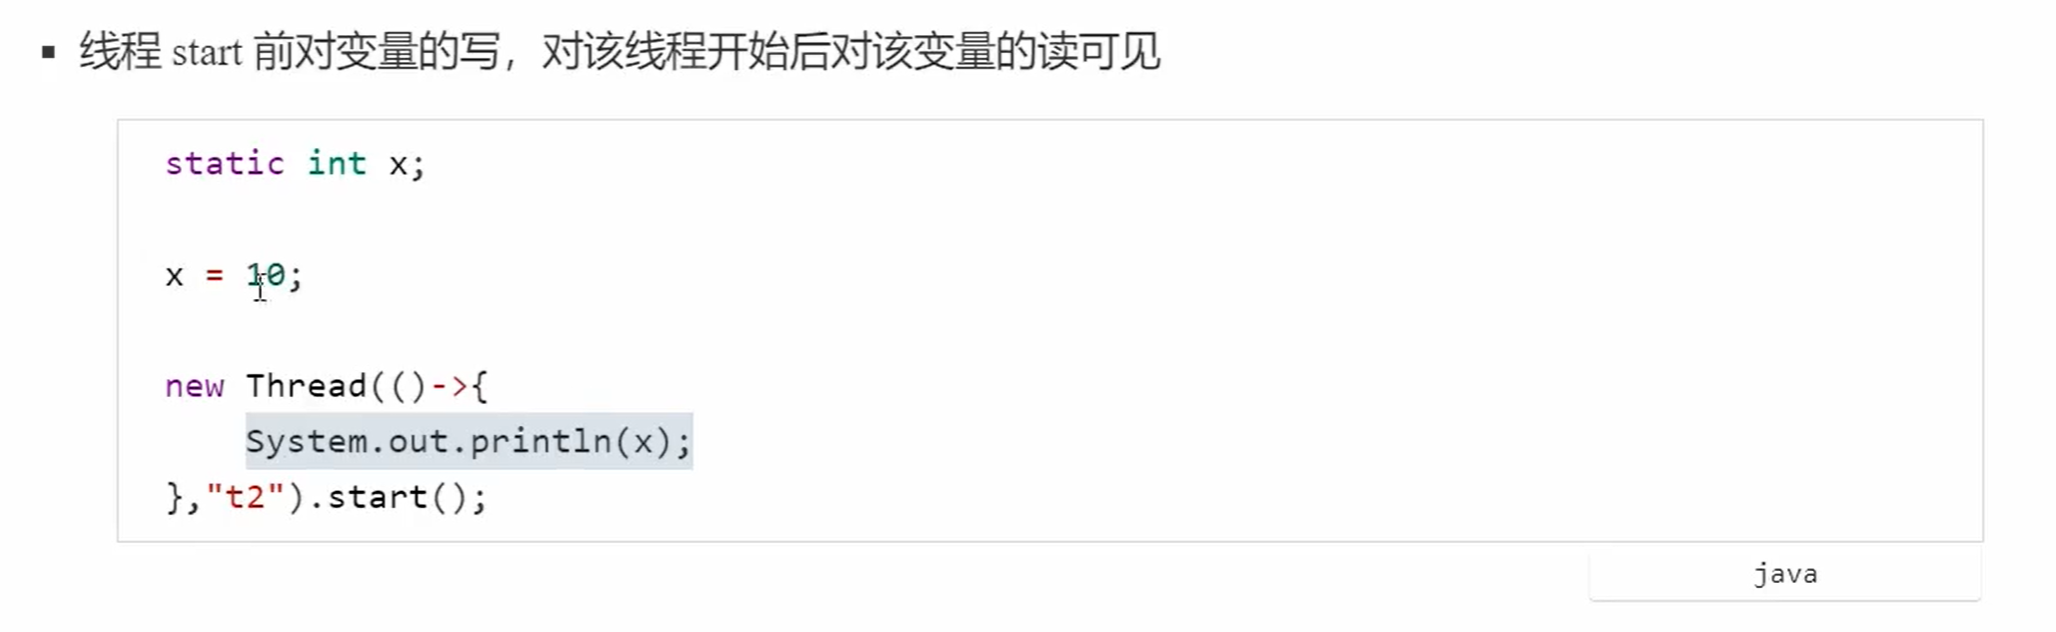 线程 start 前对变量的写，对该线程开始后对该变量的读可见
static int x;
x = 10;
new Thread(()->{
System.out.println(x);
},"t2").start();
java